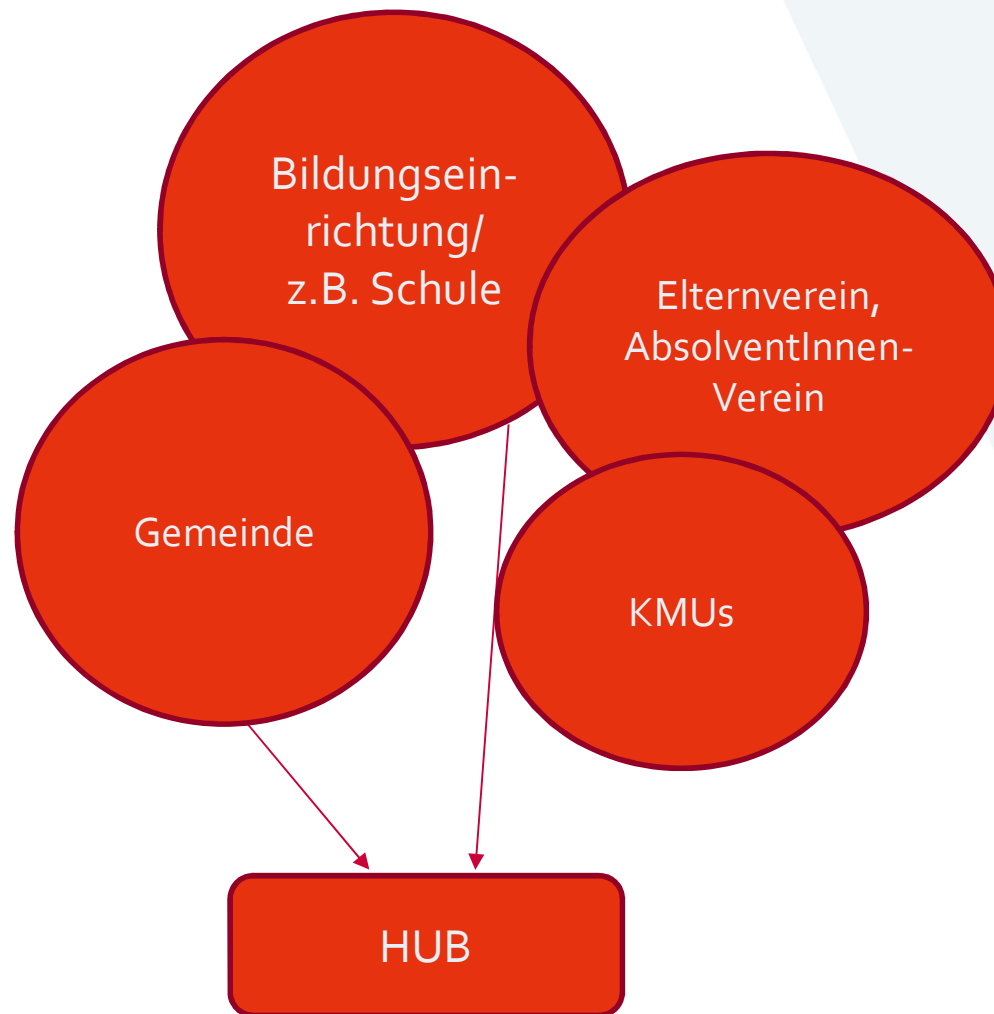 Bildungsein-
richtung/
z.B. Schule
Elternverein,
AbsolventInnen-
Verein
Gemeinde
KMUs
HUB